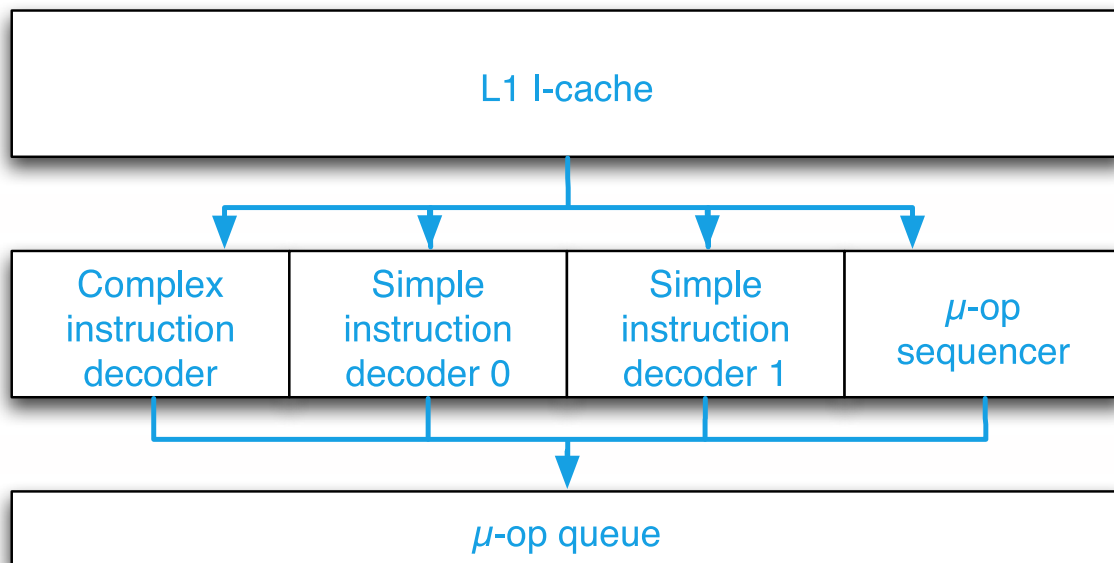 L1 I-cache
Complex
instruction
decoder
Simple
instruction
decoder 0
Simple
instruction
decoder 1
μ-op
sequencer
μ-op queue